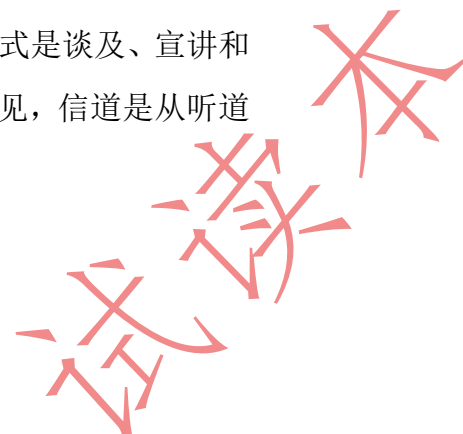 式是谈及、宣讲和
见，信道是从听道
试读本